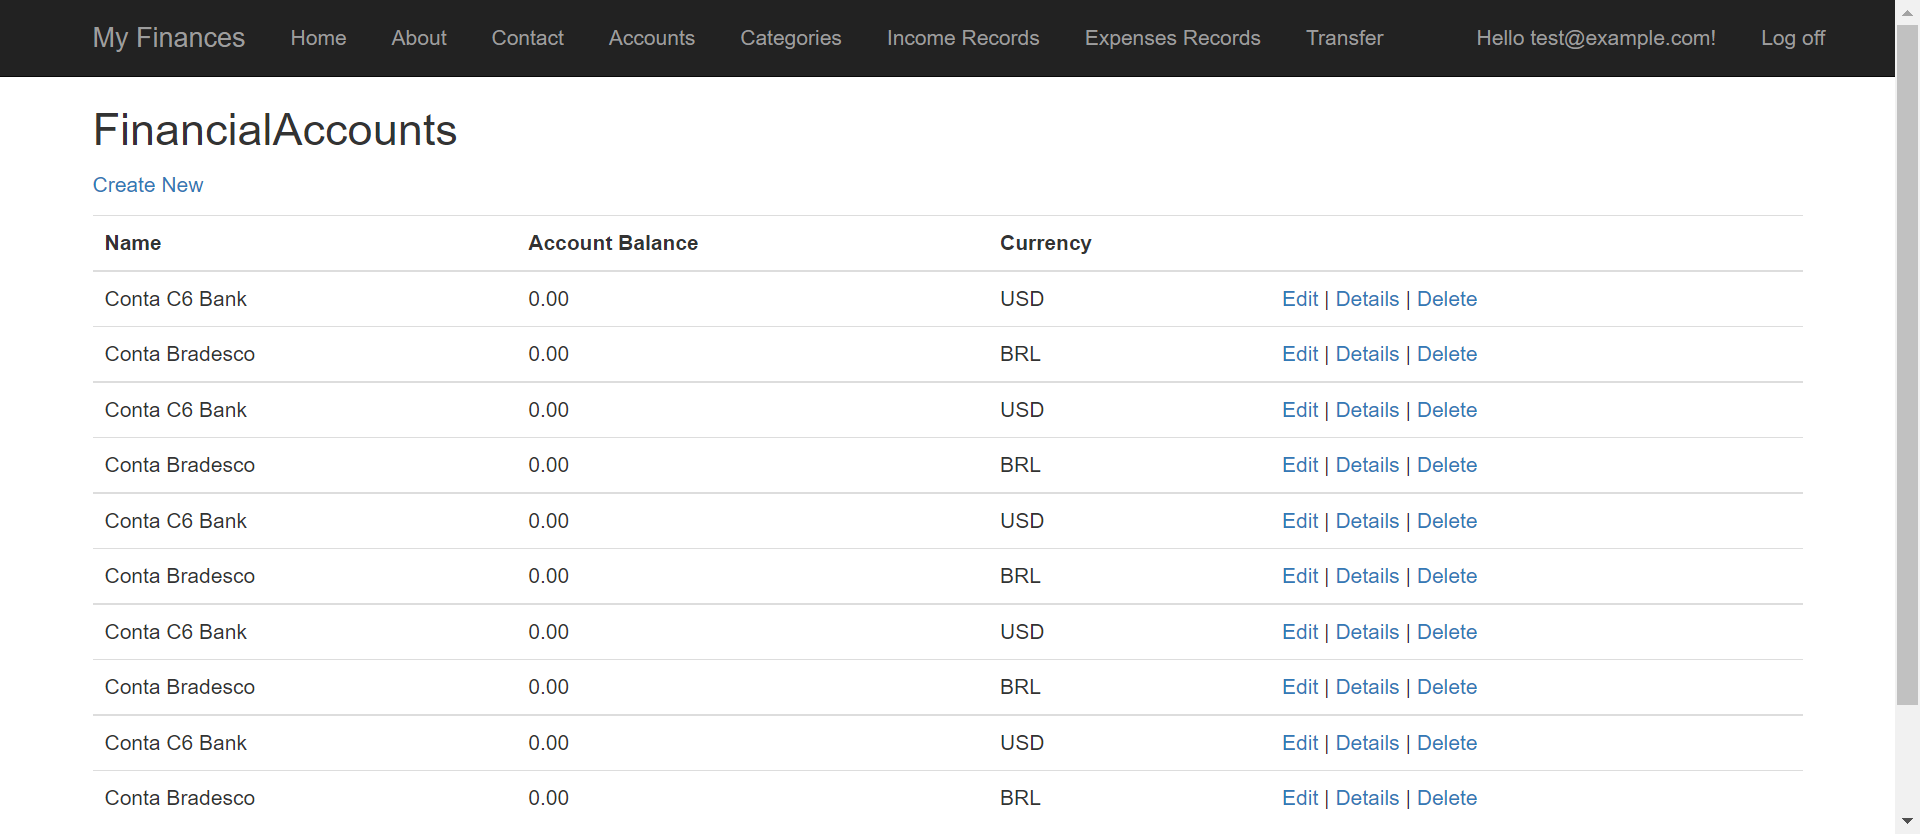 My Finances Home About Contact Accounts Categories Income Records Expenses Records Transfer Hello test@example.com! Log off
FinancialAccounts
Create New
Name Account Balance Currency
Conta C6 Bank 0.00 USD Edit | Details | Delete
Conta Bradesco 0.00 BRL Edit | Details | Delete
Conta C6 Bank 0.00 USD Edit | Details | Delete
Conta Bradesco 0.00 BRL Edit | Details | Delete
Conta C6 Bank 0.00 USD Edit | Details | Delete
Conta Bradesco 0.00 BRL Edit | Details | Delete
Conta C6 Bank 0.00 USD Edit | Details | Delete
Conta Bradesco 0.00 BRL Edit | Details | Delete
Conta C6 Bank 0.00 USD Edit | Details | Delete
Conta Bradesco 0.00 BRL Edit | Details | Delete